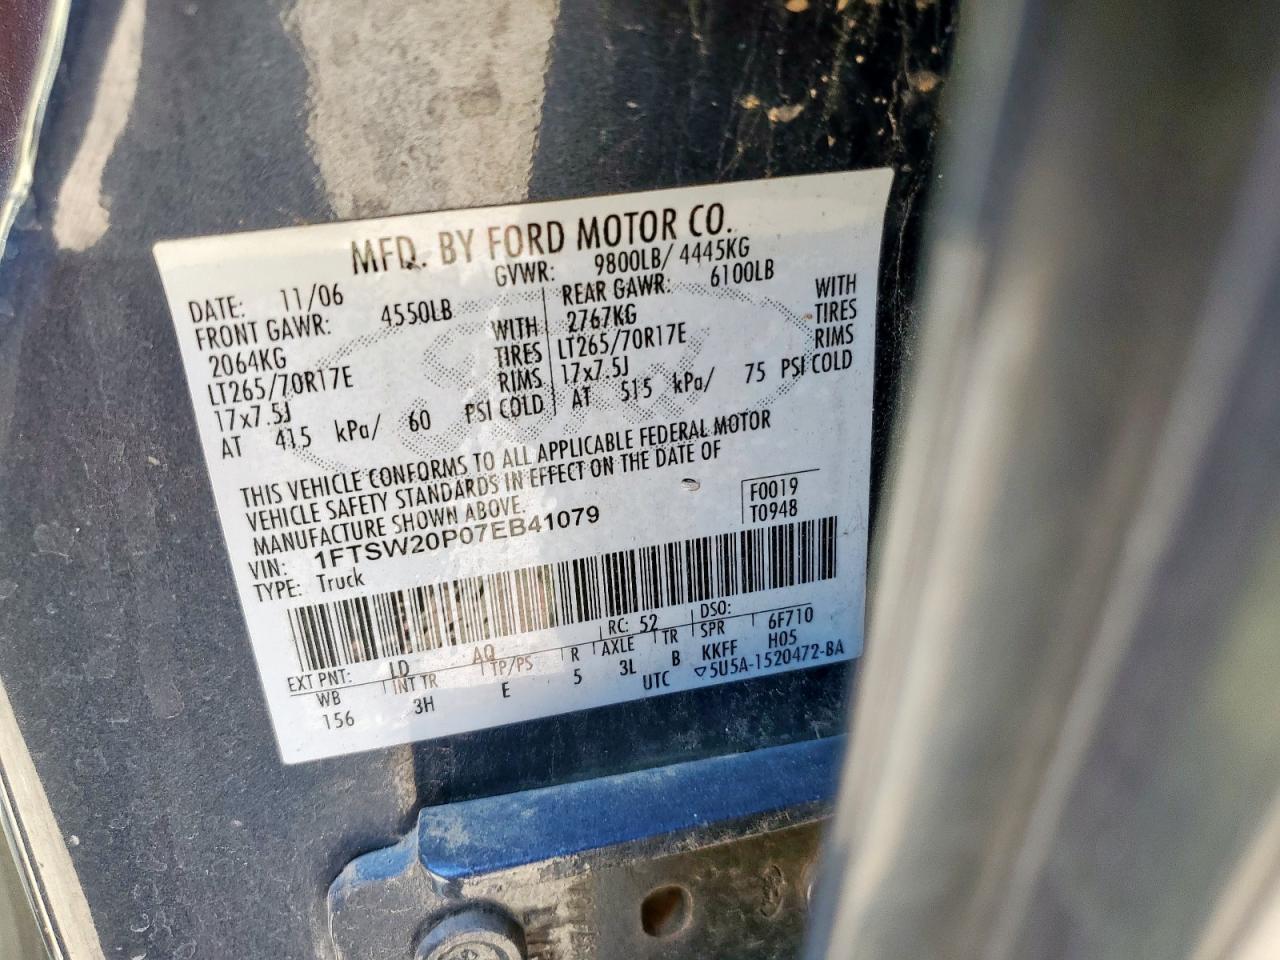 MFD. BY FORD MOTOR CO.
DATE: 11/06 GVWR: 9800LB/ 4445KG
FRONT GAWR: 4550LB REAR GAWR: 6100LB
2064KG WITH 2767KG WITH
LT265/70R17E TIRES LT265/70R17E TIRES
17x7.5J RIMS 17x7.5J RIMS
AT 415 kPa/ 60 PSI COLD AT 515 kPa/ 75 PSI COLD
THIS VEHICLE CONFORMS TO ALL APPLICABLE FEDERAL MOTOR
VEHICLE SAFETY STANDARDS IN EFFECT ON THE DATE OF
MANUFACTURE SHOWN ABOVE.
VIN: 1FTSW20P07EB41079
F0019
T0948
TYPE: Truck
EXT PNT: LD AQ RC: 52 DSO:
WB INT TR TP/PS R AXLE TR SPR 6F710
156 3H E 5 3L B KKFF H05
UTC ▽5U5A-1520472-BA